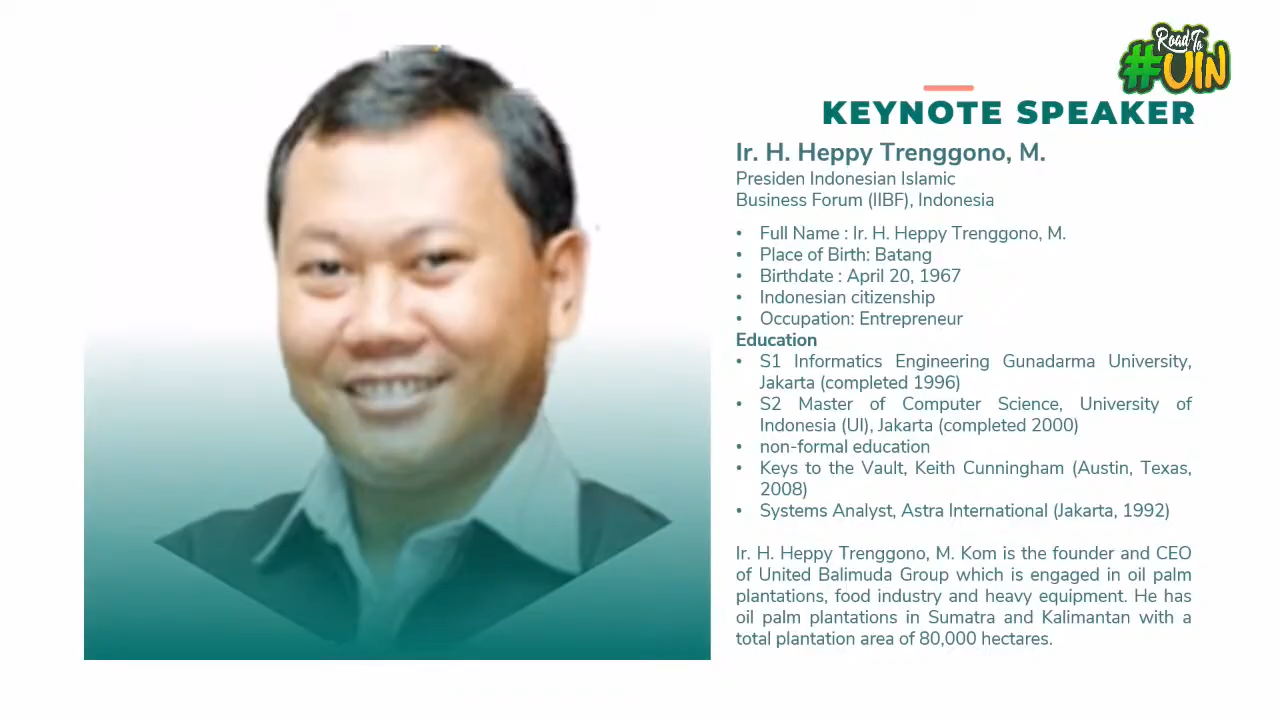 Road To
#UIN
KEYNOTE SPEAKER
Ir. H. Heppy Trenggono, M.
Presiden Indonesian Islamic
Business Forum (IIBF), Indonesia
• Full Name : Ir. H. Heppy Trenggono, M.
• Place of Birth: Batang
• Birthdate : April 20, 1967
• Indonesian citizenship
• Occupation: Entrepreneur
Education
• S1 Informatics Engineering Gunadarma University,
Jakarta (completed 1996)
• S2 Master of Computer Science, University of
Indonesia (UI), Jakarta (completed 2000)
• non-formal education
• Keys to the Vault, Keith Cunningham (Austin, Texas,
2008)
• Systems Analyst, Astra International (Jakarta, 1992)
Ir. H. Heppy Trenggono, M. Kom is the founder and CEO
of United Balimuda Group which is engaged in oil palm
plantations, food industry and heavy equipment. He has
oil palm plantations in Sumatra and Kalimantan with a
total plantation area of 80,000 hectares.